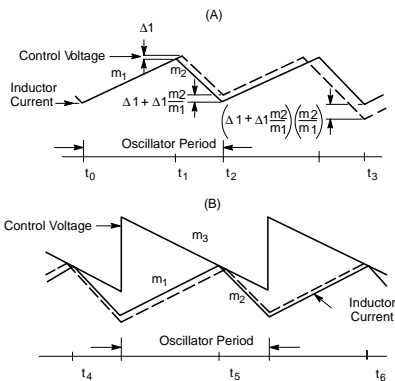 (A)
Δ1
Control Voltage
m1
m2
Inductor
Current
Δ1 + Δ1 m2/m1
(Δ1 + Δ1 m2/m1)(m2/m1)
Oscillator Period
t0 t1 t2 t3
(B)
Control Voltage
m3
m1
m2
Inductor
Current
Oscillator Period
t4 t5 t6